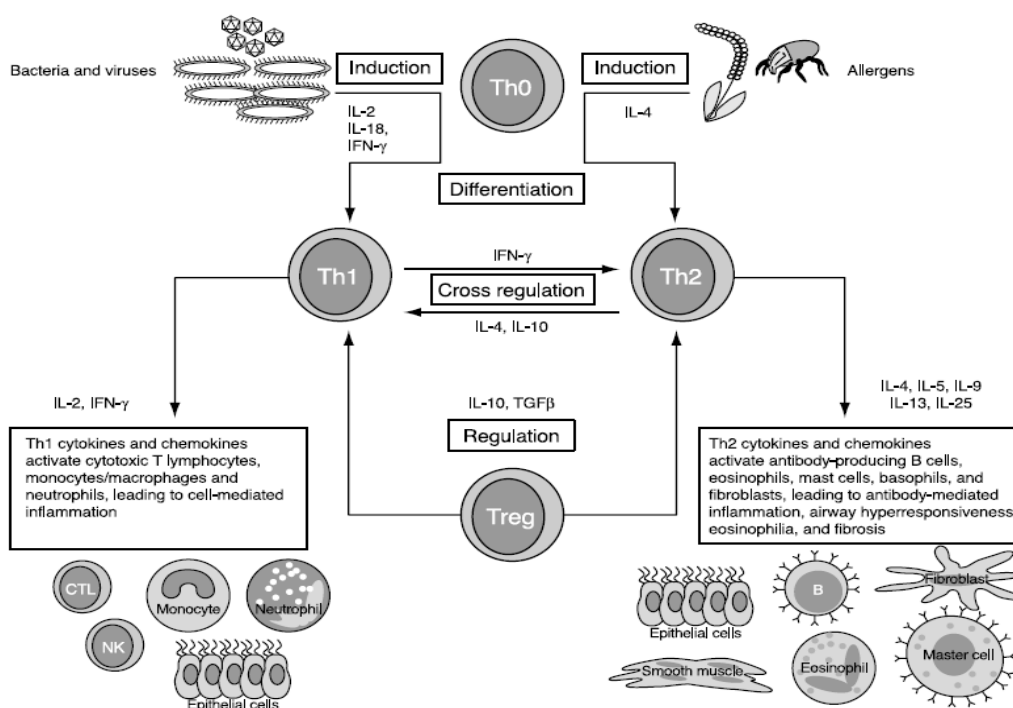 Bacteria and viruses
Induction
Th0
Induction
Allergens
IL-2
IL-18,
IFN-γ
IL-4
Differentiation
Th1
IFN-γ
Cross regulation
IL-4, IL-10
Th2
IL-2, IFN-γ
IL-10, TGFβ
Regulation
Treg
IL-4, IL-5, IL-9
IL-13, IL-25
Th1 cytokines and chemokines
activate cytotoxic T lymphocytes,
monocytes/macrophages and
neutrophils, leading to cell-mediated
inflammation
Th2 cytokines and chemokines
activate antibody-producing B cells,
eosinophils, mast cells, basophils, and
fibroblasts, leading to antibody-mediated
inflammation, airway hyperresponsiveness
eosinophilia, and fibrosis
CTL
Monocyte
Neutrophil
NK
Epithelial cells
Epithelial cells
B
Fibroblast
Smooth muscle
Eosinophil
Master cell